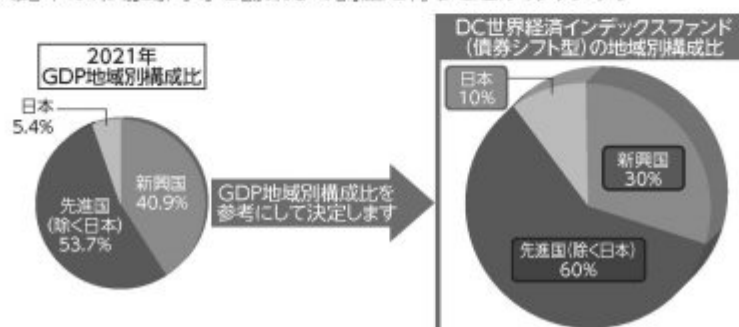 2021年
GDP地域別構成比
日本
5.4%
新興国
40.9%
先進国
(除く日本)
53.7%
GDP地域別構成比を
参考にして決定します
DC世界経済インデックスファンド
(債券シフト型)の地域別構成比
日本
10%
新興国
30%
先進国(除く日本)
60%